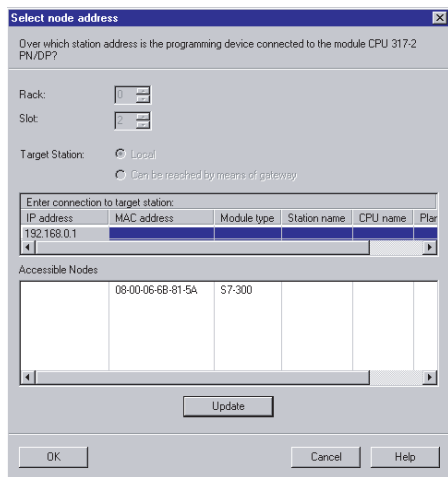 Select node address
Over which station address is the programming device connected to the module CPU 317-2
PN/DP?
Rack: 0
Slot: 2
Target Station: Local
Can be reached by means of gateway
Enter connection to target station:
IP address MAC address Module type Station name CPU name Plan
192.168.0.1
Accessible Nodes
08-00-06-6B-81-5A S7-300
Update
OK Cancel Help